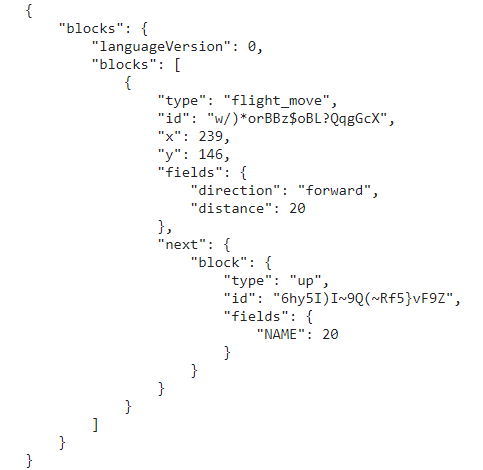 {
    "blocks": {
        "languageVersion": 0,
        "blocks": [
            {
                "type": "flight_move",
                "id": "w/)*orBBz$oBL?QqgGcX",
                "x": 239,
                "y": 146,
                "fields": {
                    "direction": "forward",
                    "distance": 20
                },
                "next": {
                    "block": {
                        "type": "up",
                        "id": "6hy5I)I~9Q(~Rf5}vF9Z",
                        "fields": {
                            "NAME": 20
                        }
                    }
                }
            }
        ]
    }
}